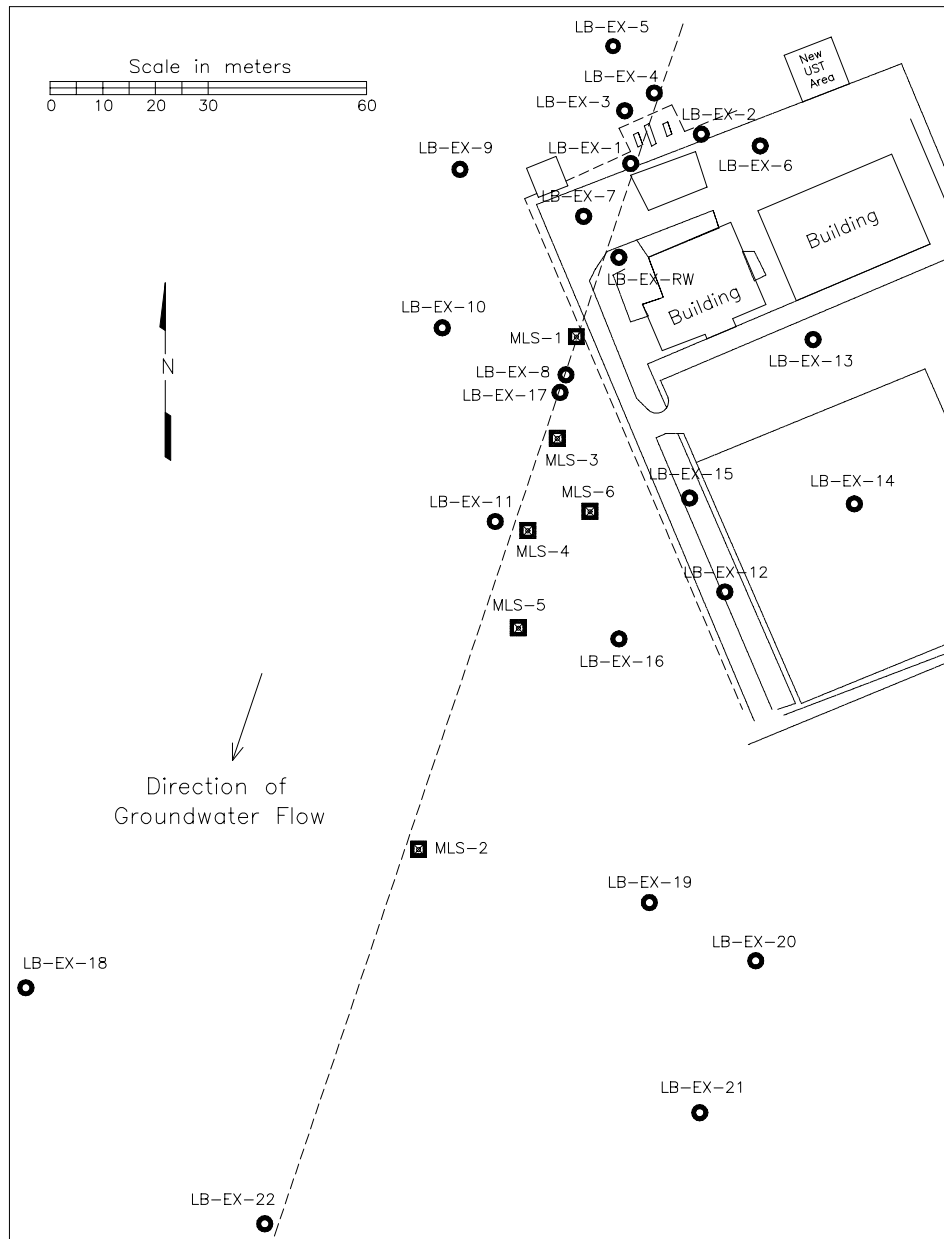 LB-EX-5
Scale in meters
0 10 20 30 60
LB-EX-4
New
UST
Area
LB-EX-3
LB-EX-2
LB-EX-1
LB-EX-9
LB-EX-6
LB-EX-7
Building
LB-EX-RW
Building
LB-EX-10
MLS-1
N
LB-EX-13
LB-EX-8
LB-EX-17
MLS-3
LB-EX-15
MLS-6
LB-EX-14
LB-EX-11
MLS-4
LB-EX-12
MLS-5
LB-EX-16
Direction of
Groundwater Flow
MLS-2
LB-EX-19
LB-EX-20
LB-EX-18
LB-EX-21
LB-EX-22